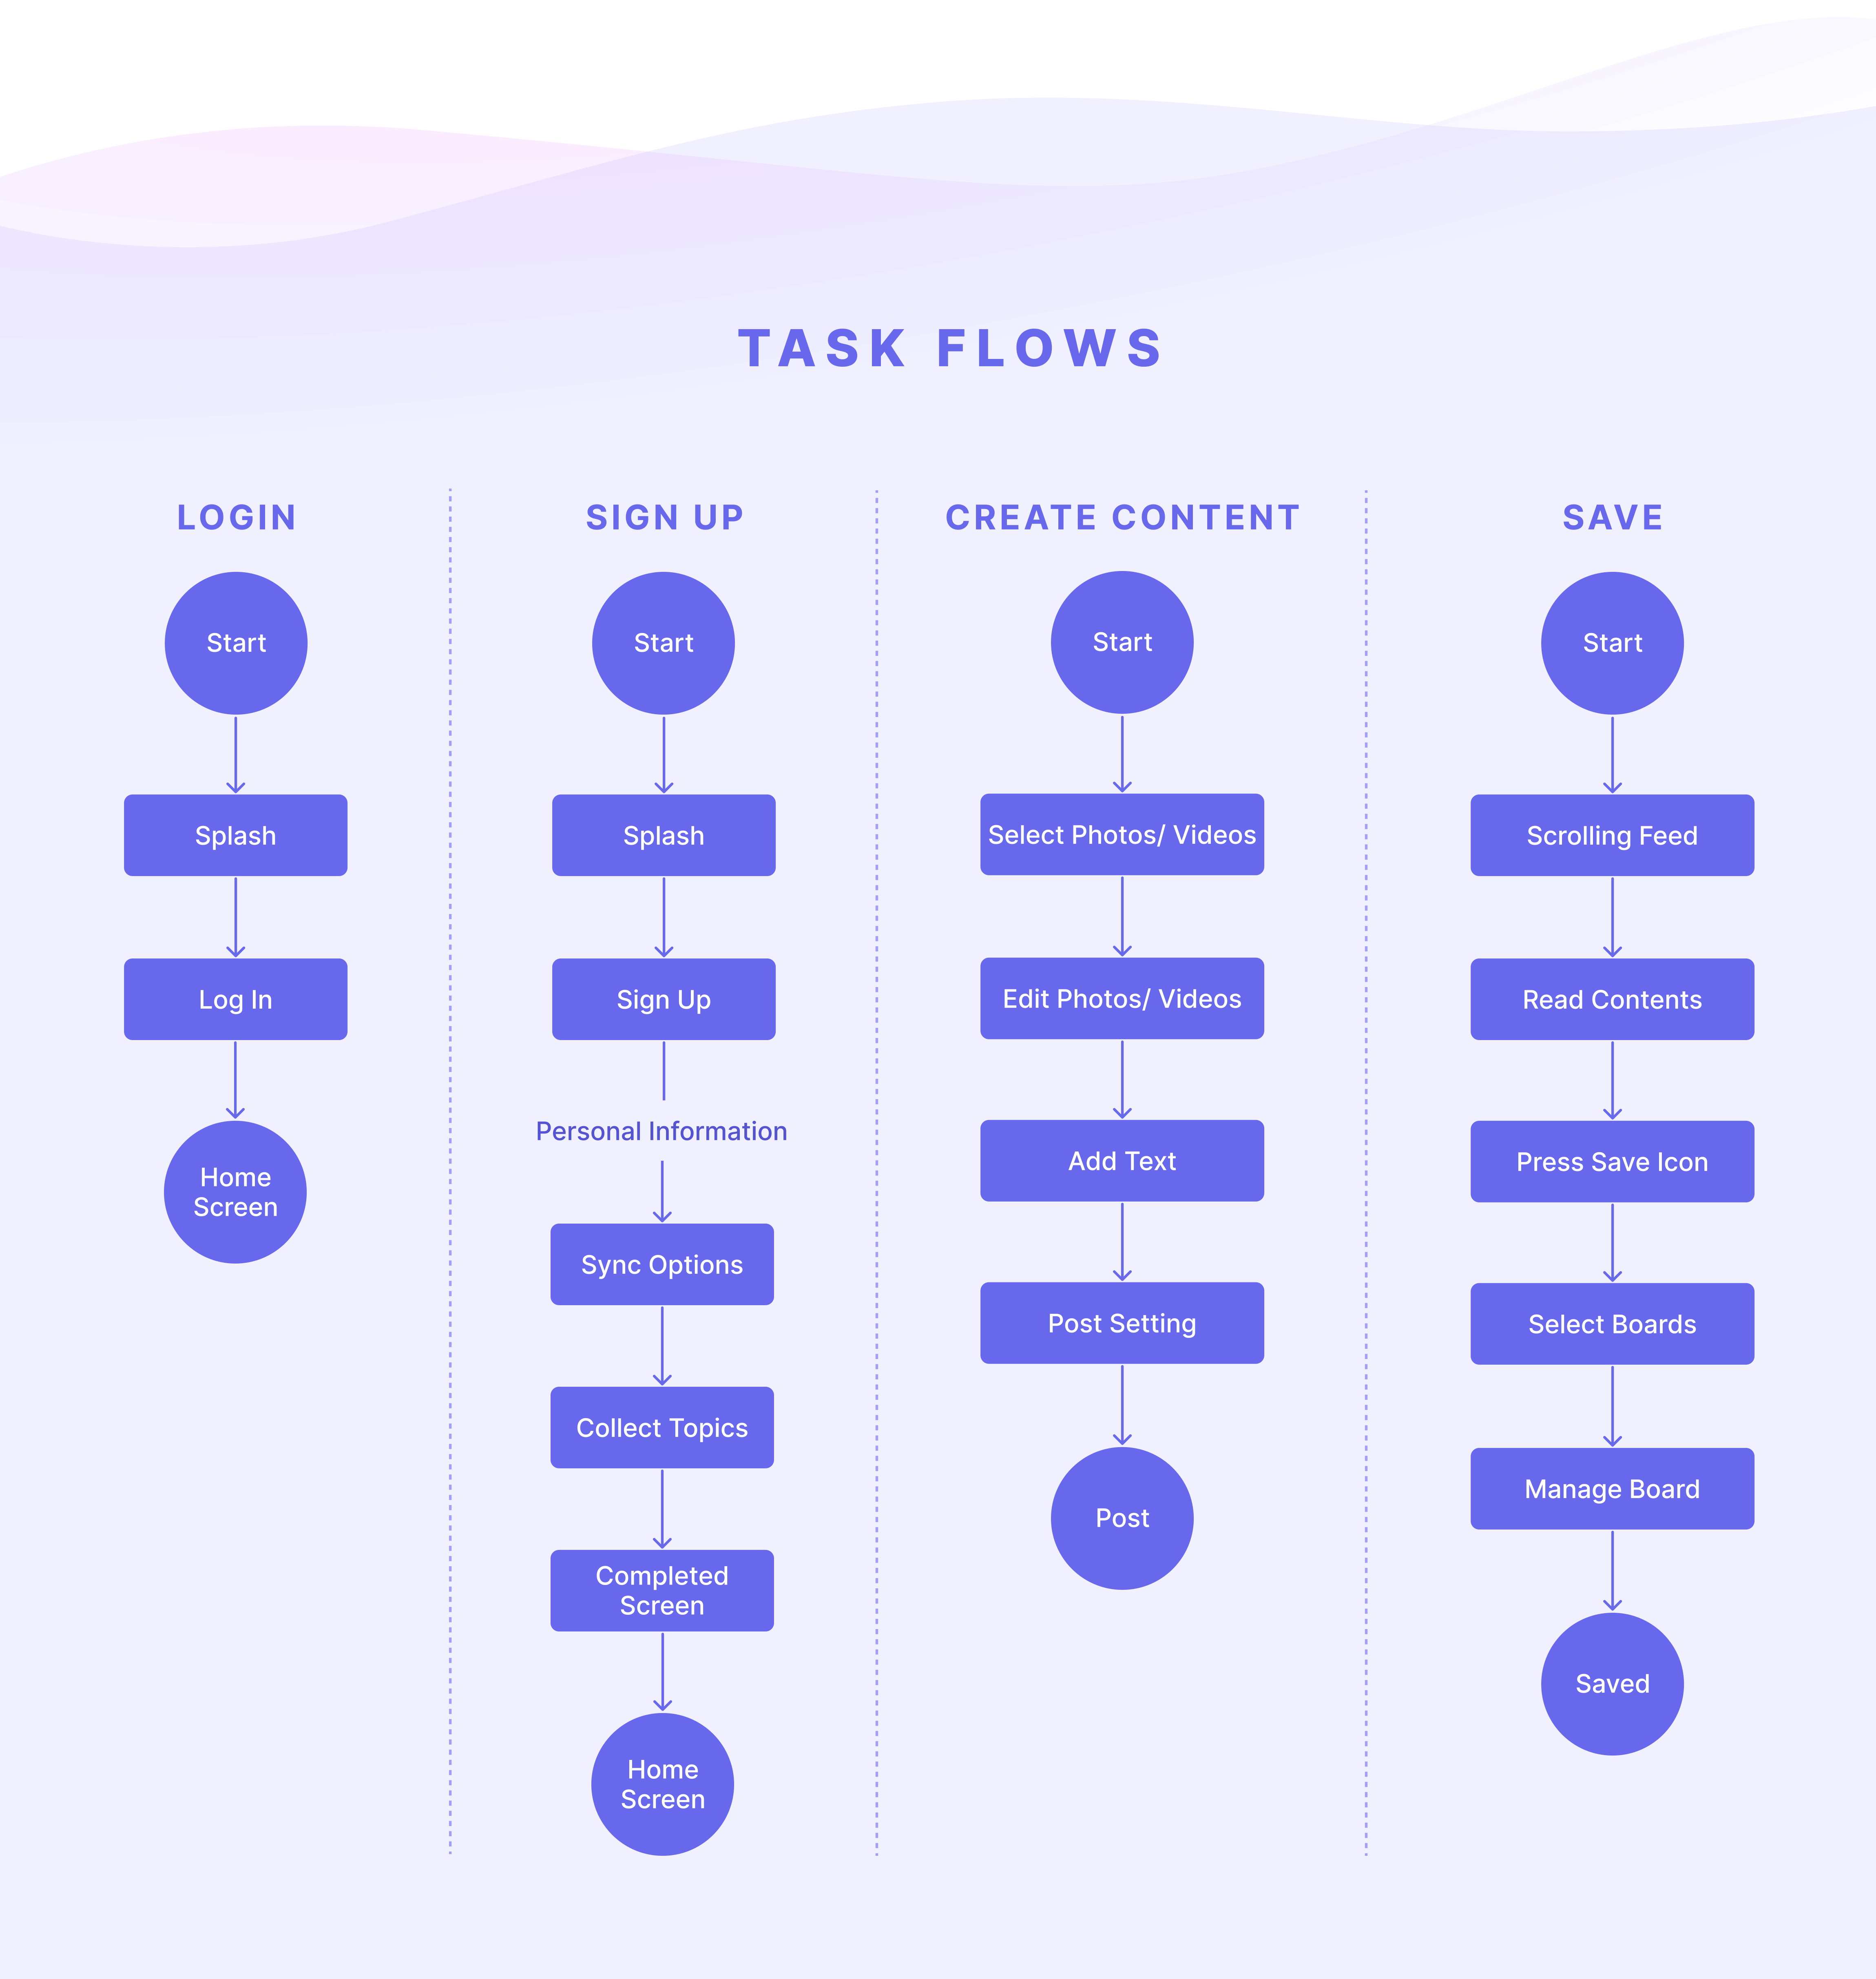 TASK FLOWS
LOGIN
Start
Splash
Log In
Home
Screen
SIGN UP
Start
Splash
Sign Up
Personal Information
Sync Options
Collect Topics
Completed
Screen
Home
Screen
CREATE CONTENT
Start
Select Photos/ Videos
Edit Photos/ Videos
Add Text
Post Setting
Post
SAVE
Start
Scrolling Feed
Read Contents
Press Save Icon
Select Boards
Manage Board
Saved